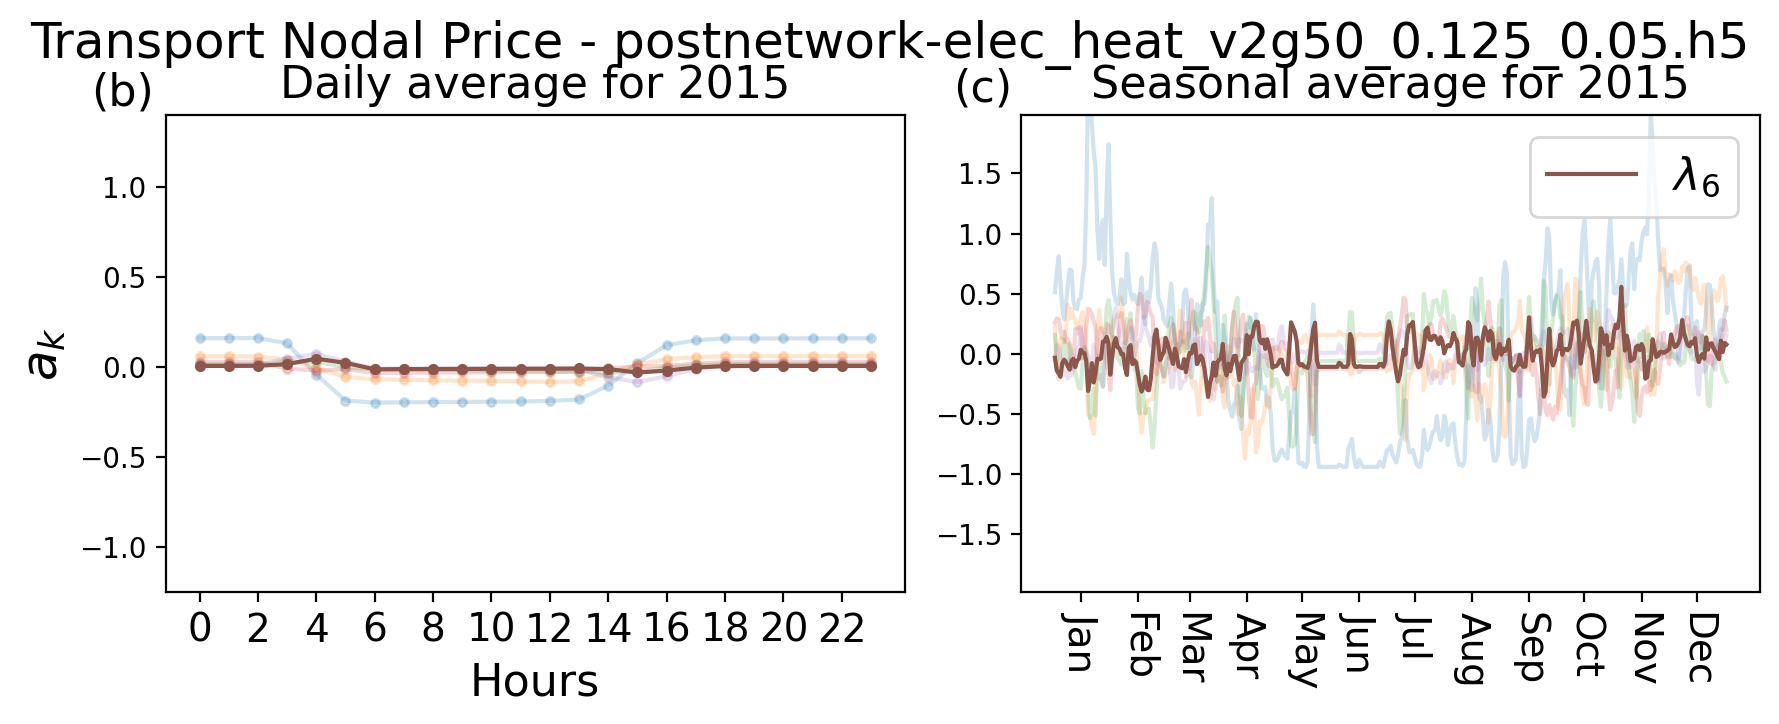 Transport Nodal Price - postnetwork-elec_heat_v2g50_0.125_0.05.h5
(b) Daily average for 2015
1.0
0.5
0.0
−0.5
−1.0
a_k
0 2 4 6 8 10 12 14 16 18 20 22
Hours
(c) Seasonal average for 2015
1.5
1.0
0.5
0.0
−0.5
−1.0
−1.5
λ_6
Jan Feb Mar Apr May Jun Jul Aug Sep Oct Nov Dec